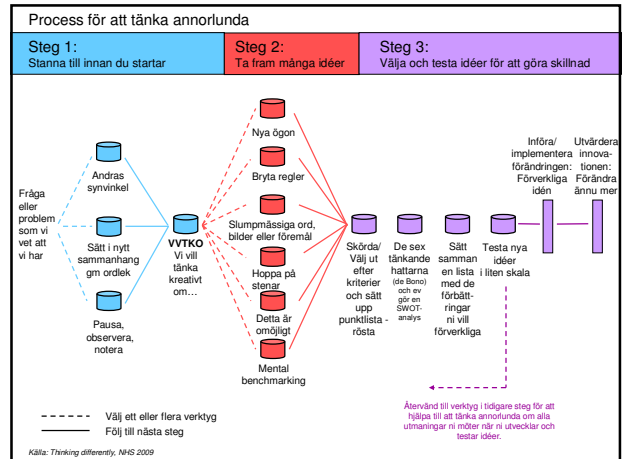 Process för att tänka annorlunda
Steg 1:
Stanna till innan du startar
Steg 2:
Ta fram många idéer
Steg 3:
Välja och testa idéer för att göra skillnad
Fråga
eller
problem
som vi
vet att
vi har
Andras
synvinkel
Sätt i nytt
sammanhang
gm ordlek
Pausa,
observera,
notera
VVTKO
Vi vill
tänka
kreativt
om…
Nya ögon
Bryta regler
Slumpmässiga ord,
bilder eller föremål
Hoppa på
stenar
Detta är
omöjligt
Mental
benchmarking
Skörda/
Välj ut
efter
kriterier
och sätt
upp
punktlista -
rösta
De sex
tänkande
hattarna
(de Bono)
och ev
gör en
SWOT-
analys
Sätt
samman
en lista
med de
förbätt-
ringar
ni vill
förverkliga
Testa nya
idéer
i liten skala
Införa/
implementera
förändringen:
Förverkliga
idén
Utvärdera
innova-
tionen:
Förändra
ännu mer
Återvänd till verktyg i tidigare steg för att
hjälpa till att tänka annorlunda om alla
utmaningar ni möter när ni utvecklar och
testar idéer.
Välj ett eller flera verktyg
Följ till nästa steg
Källa: Thinking differently, NHS 2009